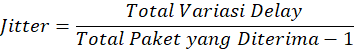 Jitter = Total Variasi Delay / Total Paket yang Diterima − 1